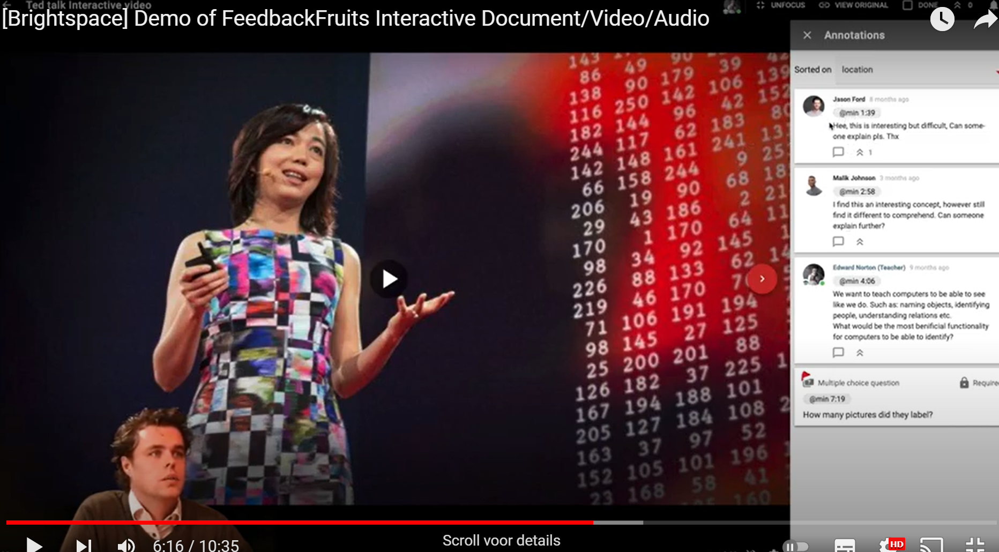 Ted talk Interactive video
UNFOCUS VIEW ORIGINAL DONE 0
[Brightspace] Demo of FeedbackFruits Interactive Document/Video/Audio
Annotations
Sorted on location
Jason Ford 8 months ago
@min 1:39
Hee, this is interesting but difficult, Can some-
one explain pls. Thx
1
Malik Johnson 3 months ago
@min 2:58
I find this an interesting concept, however still
find it different to comprehend. Can someone
explain further?
Edward Norton (Teacher) 9 months ago
@min 4:06
We want to teach computers to be able to see
like we do. Such as: naming objects, identifying
people, understanding relations etc.
What would be the most benificial functionality
for computers to be able to identify?
Multiple choice question
@min 7:19
How many pictures did they label?
143 90
86 49 179 39
138 90 142 106 139
116 250 96 42 152
182 144 62 183
244 117 161 241
142 148 244 9
66 158 90 68
206 19 186 2
29 43 170 64
170 1 92 145
98 34 133 62
226 88 170
219 46 191 194
71 106 27 125
98 145 201 88
25 200 37 225
126 182 188 101
167 194 184 108
205 127 97 52
163 37 101 196
152 105 58 41
23 168 160
Scroll voor details
6:16 / 10:35
HD